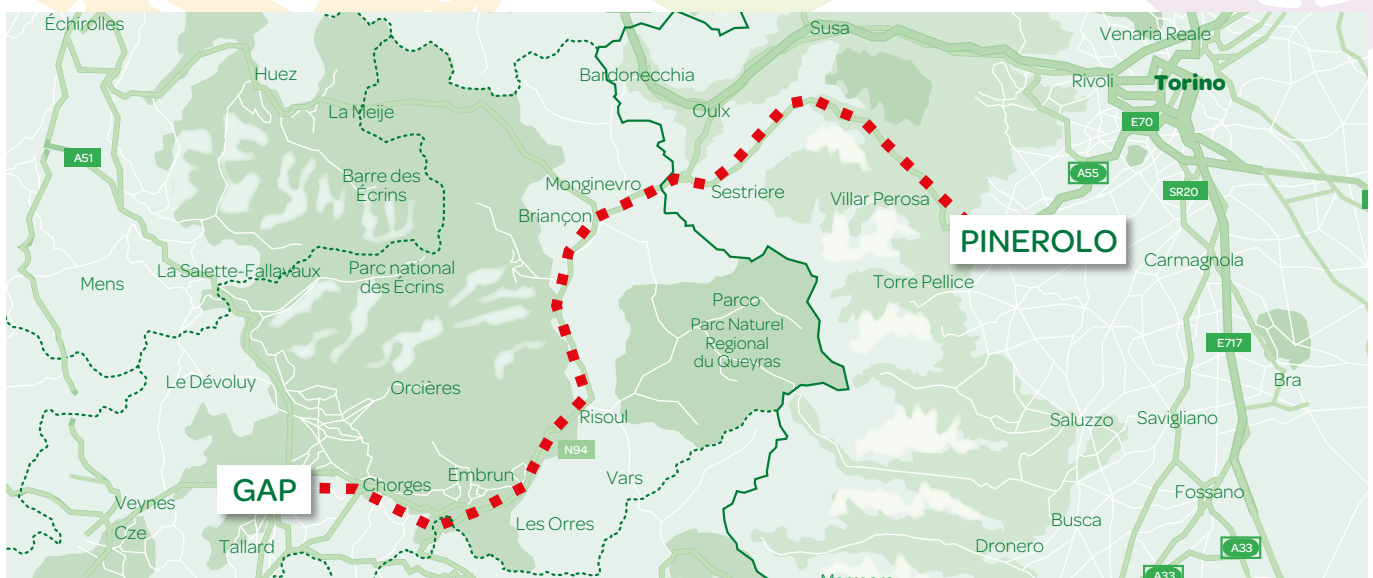 Échirolles
Susa
Venaria Reale
Huez
Bardonecchia
Rivoli
Torino
La Meije
Oulx
E70
A51
Barre des
Écrins
A55
Monginevro
Sestriere
Villar Perosa
SR20
Briançon
PINEROLO
Carmagnola
La Salette-Fallavaux
Parc national
des Écrins
Mens
Torre Pellice
Parco
Parc Naturel
Regional
du Queyras
E717
Le Dévoluy
Orcières
Bra
Risoul
Saluzzo
Savigliano
N94
Embrun
Vars
GAP
Chorges
Veynes
Fossano
Cze
Les Orres
Busca
Tallard
Dronero
A33
A33